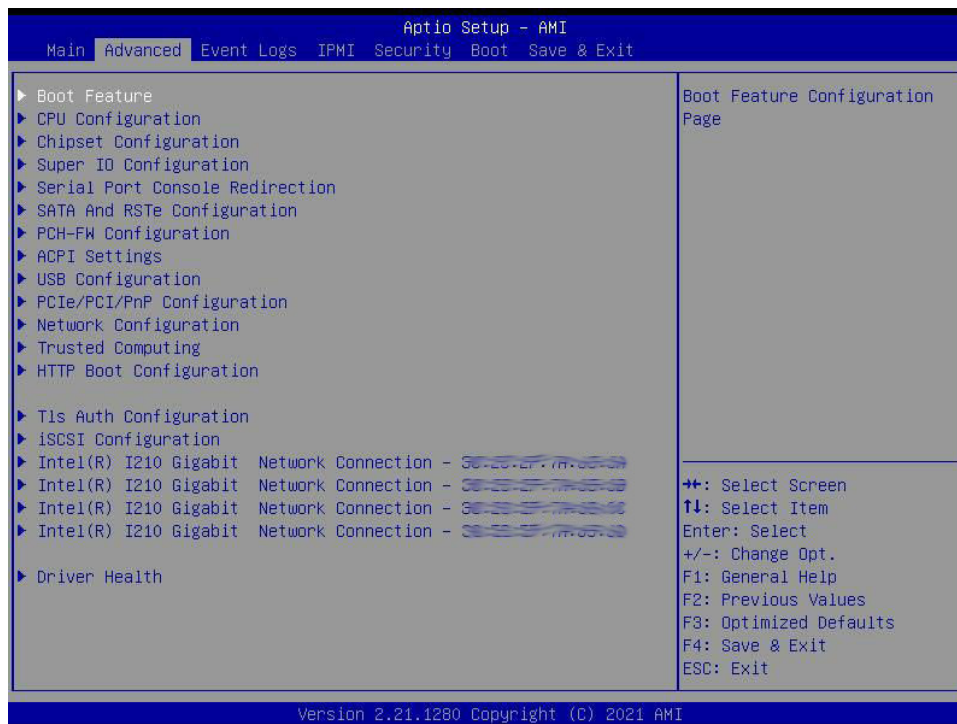 Aptio Setup – AMI
Main Advanced Event Logs IPMI Security Boot Save & Exit
▶ Boot Feature
▶ CPU Configuration
▶ Chipset Configuration
▶ Super IO Configuration
▶ Serial Port Console Redirection
▶ SATA And RSTe Configuration
▶ PCH-FW Configuration
▶ ACPI Settings
▶ USB Configuration
▶ PCIe/PCI/PnP Configuration
▶ Network Configuration
▶ Trusted Computing
▶ HTTP Boot Configuration
▶ Tls Auth Configuration
▶ iSCSI Configuration
▶ Intel(R) I210 Gigabit Network Connection –
▶ Intel(R) I210 Gigabit Network Connection –
▶ Intel(R) I210 Gigabit Network Connection –
▶ Intel(R) I210 Gigabit Network Connection –
▶ Driver Health
Boot Feature Configuration
Page
→←: Select Screen
↑↓: Select Item
Enter: Select
+/-: Change Opt.
F1: General Help
F2: Previous Values
F3: Optimized Defaults
F4: Save & Exit
ESC: Exit
Version 2.21.1280 Copyright (C) 2021 AMI